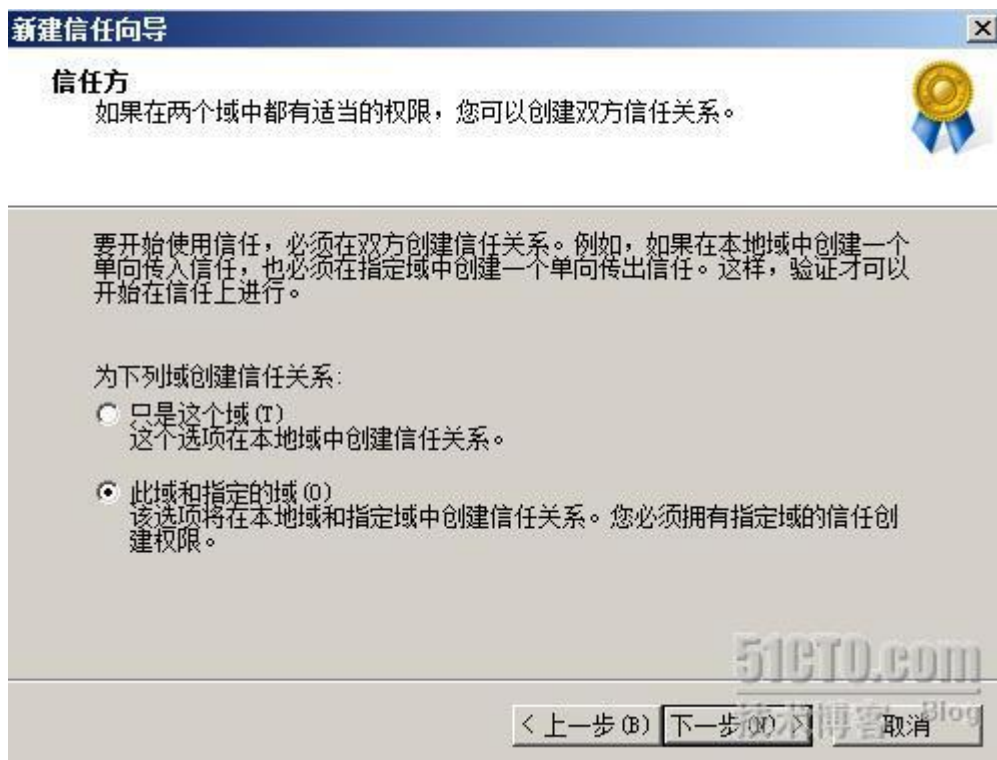 新建信任向导
信任方
如果在两个域中都有适当的权限，您可以创建双方信任关系。
要开始使用信任，必须在双方创建信任关系。例如，如果在本地域中创建一个
单向传入信任，也必须在指定域中创建一个单向传出信任。这样，验证才可以
开始在信任上进行。
为下列域创建信任关系:
只是这个域(T)
这个选项在本地域中创建信任关系。
此域和指定的域(O)
该选项将在本地域和指定域中创建信任关系。您必须拥有指定域的信任创
建权限。
51CTO.com
技术博客 Blog
< 上一步(B) 下一步(N) > 取消